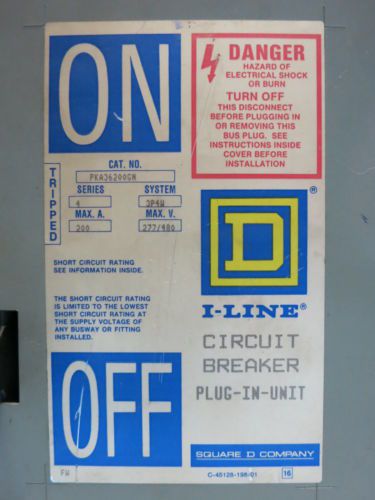 ON
DANGER
HAZARD OF
ELECTRICAL SHOCK
OR BURN
TURN OFF
THIS DISCONNECT
BEFORE PLUGGING IN
OR REMOVING THIS
BUS PLUG. SEE
INSTRUCTIONS INSIDE
COVER BEFORE
INSTALLATION
TRIPPED
CAT. NO.
PKA36200GN
SERIES SYSTEM
4 3P4W
MAX. A. MAX. V.
200 277/480
SHORT CIRCUIT RATING
SEE INFORMATION INSIDE.
THE SHORT CIRCUIT RATING
IS LIMITED TO THE LOWEST
SHORT CIRCUIT RATING AT
THE SUPPLY VOLTAGE OF
ANY BUSWAY OR FITTING
INSTALLED.
D ®
I-LINE®
CIRCUIT
BREAKER
PLUG-IN-UNIT
OFF
SQUARE D COMPANY
FW
C-45128-198-01 16